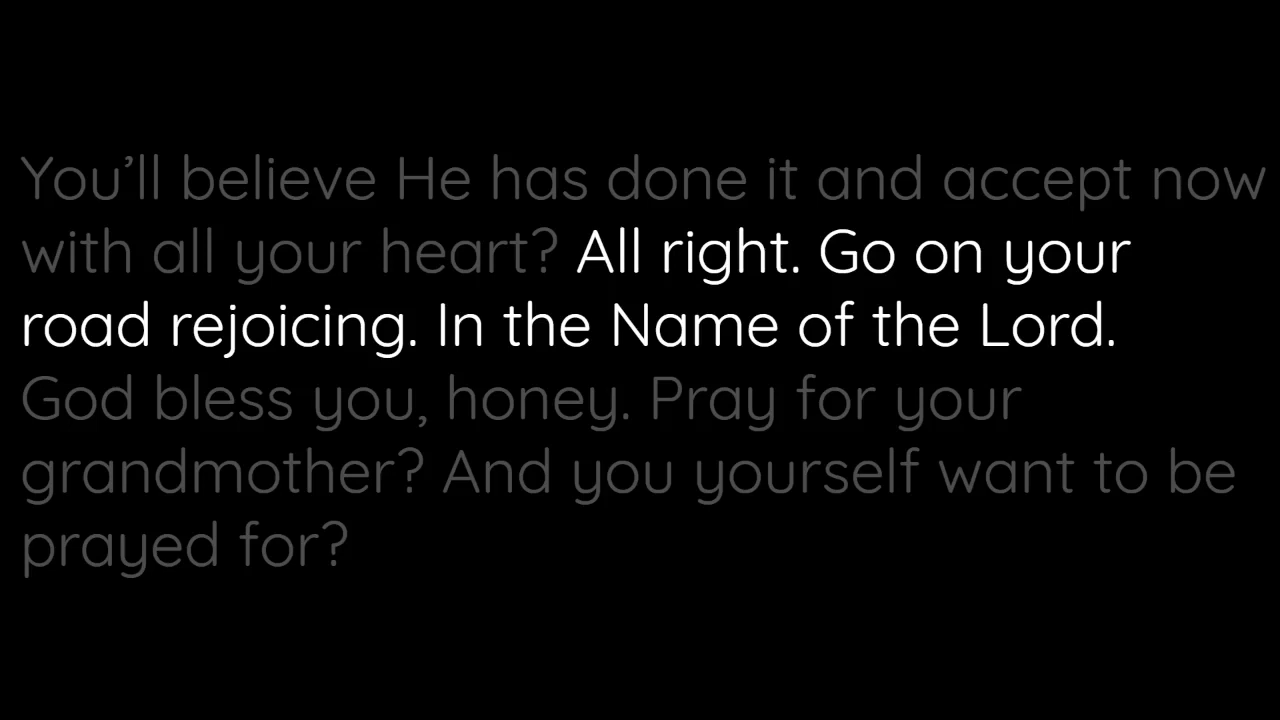 You’ll believe He has done it and accept now
with all your heart? All right. Go on your
road rejoicing. In the Name of the Lord.
God bless you, honey. Pray for your
grandmother? And you yourself want to be
prayed for?